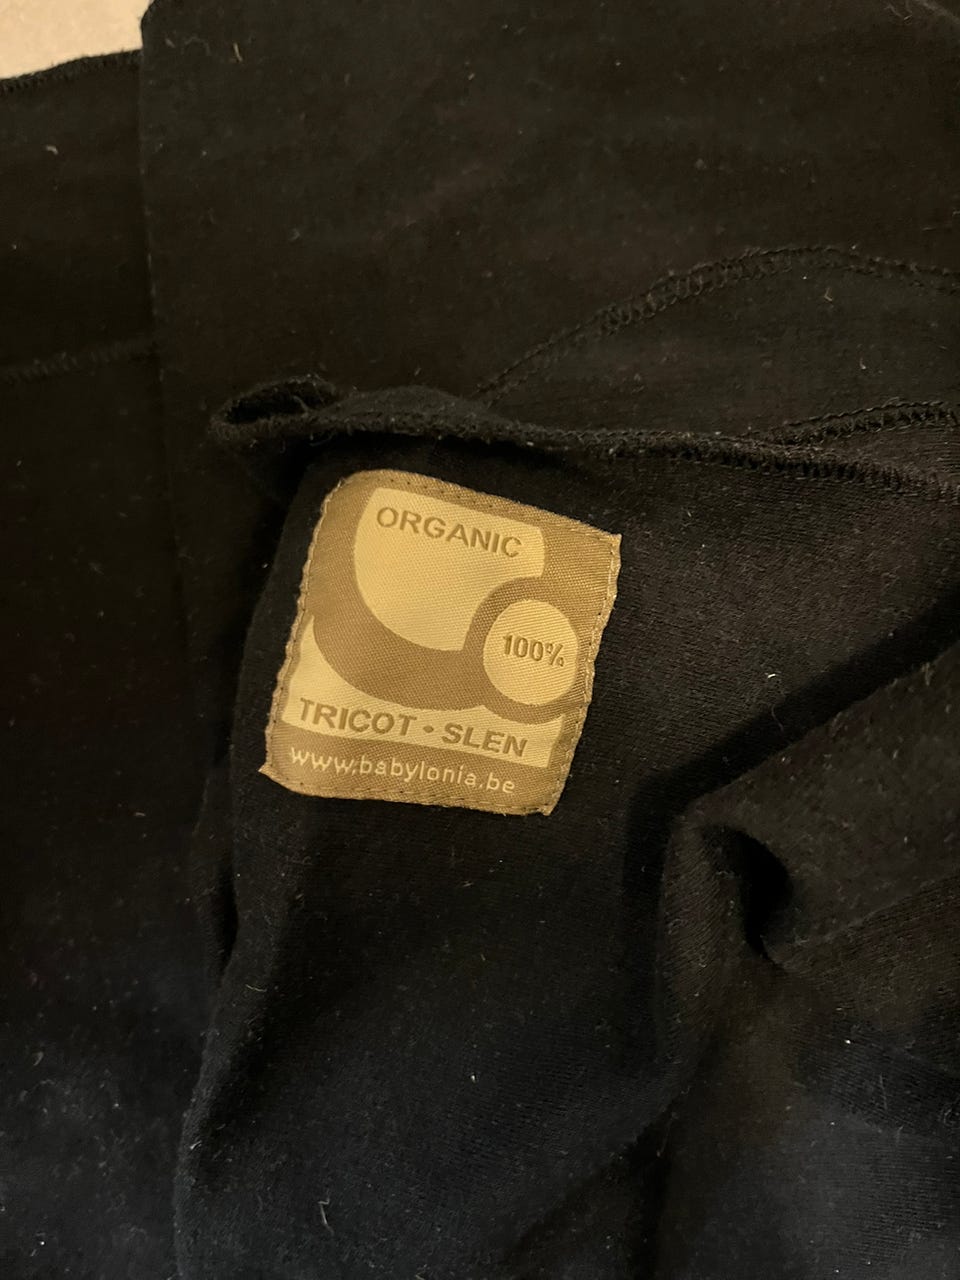 ORGANIC
100%
TRICOT • SLEN
www.babylonia.be